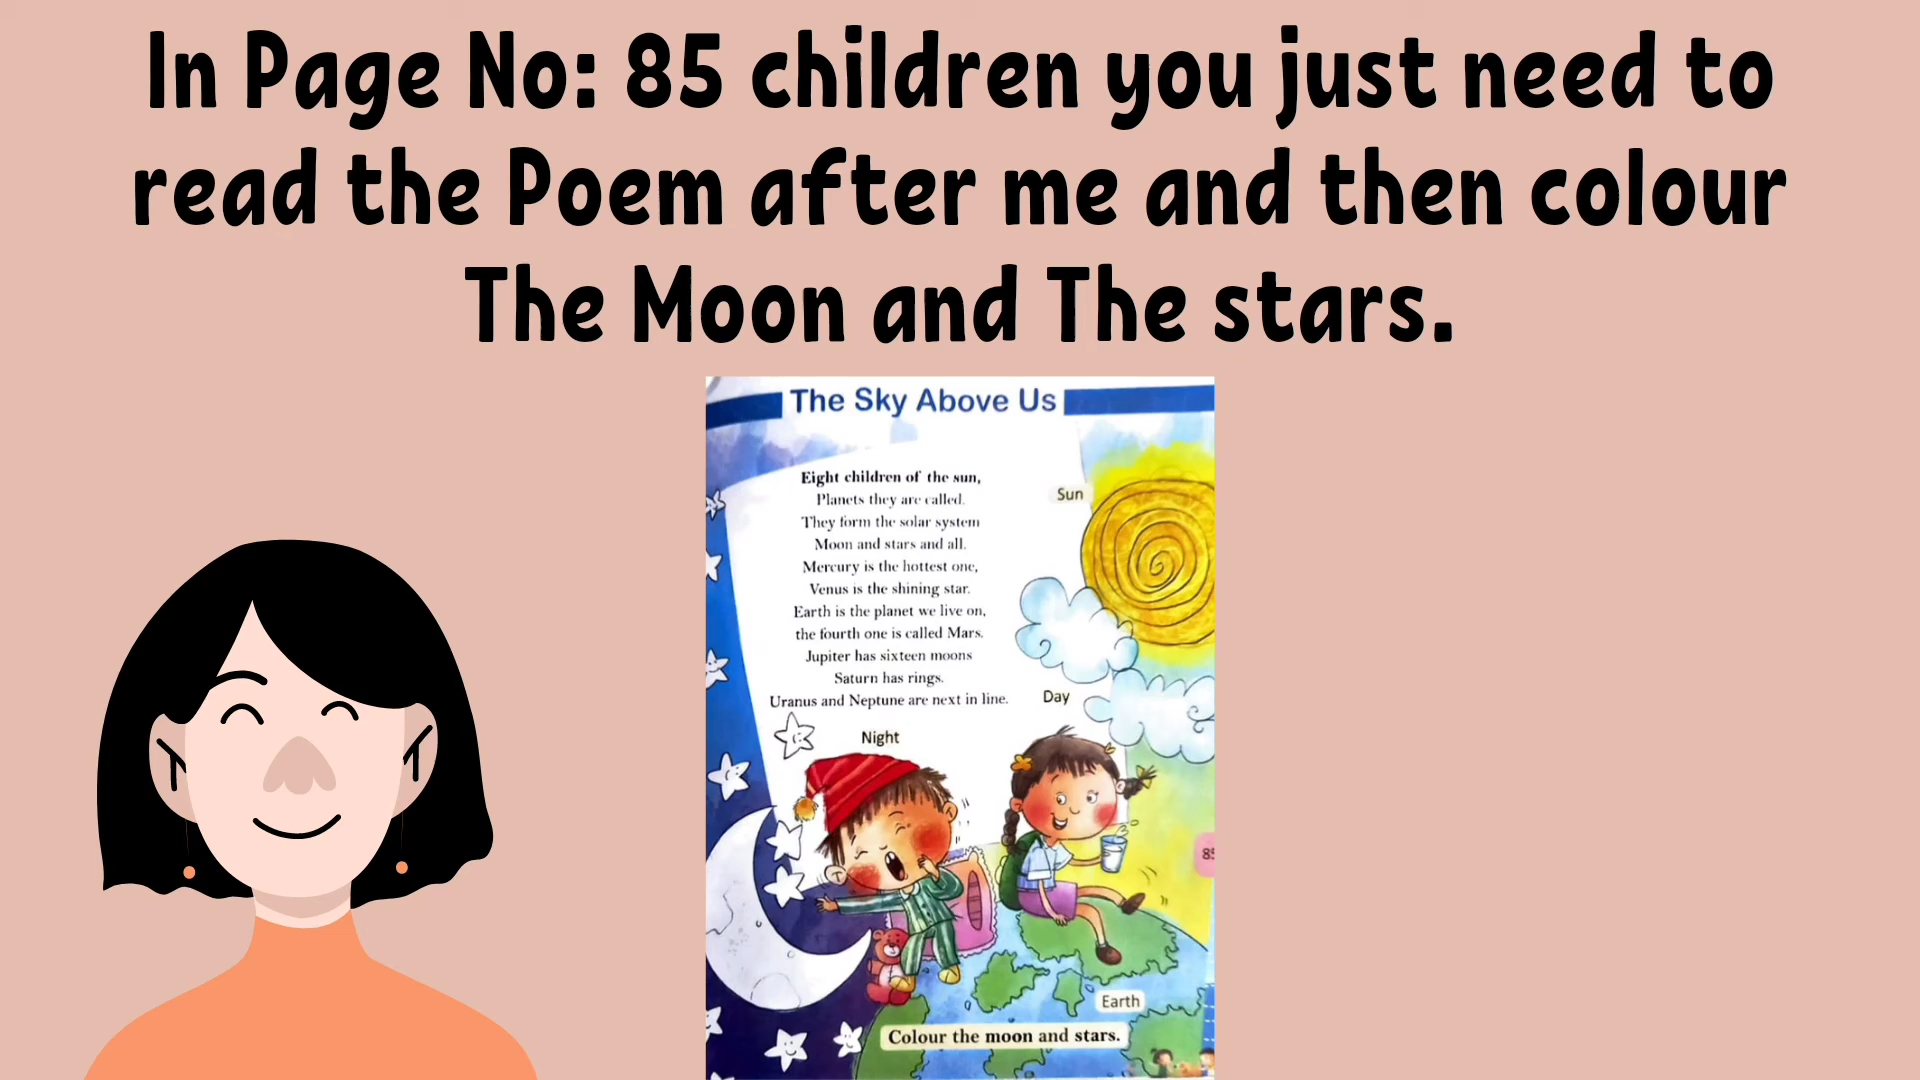 In Page No: 85 children you just need to
read the Poem after me and then colour
The Moon and The stars.
The Sky Above Us
Eight children of the sun,
Planets they are called.
They form the solar system
Moon and stars and all.
Mercury is the hottest one,
Venus is the shining star.
Earth is the planet we live on,
the fourth one is called Mars.
Jupiter has sixteen moons
Saturn has rings.
Uranus and Neptune are next in line.
Sun
Day
Night
85
Earth
Colour the moon and stars.